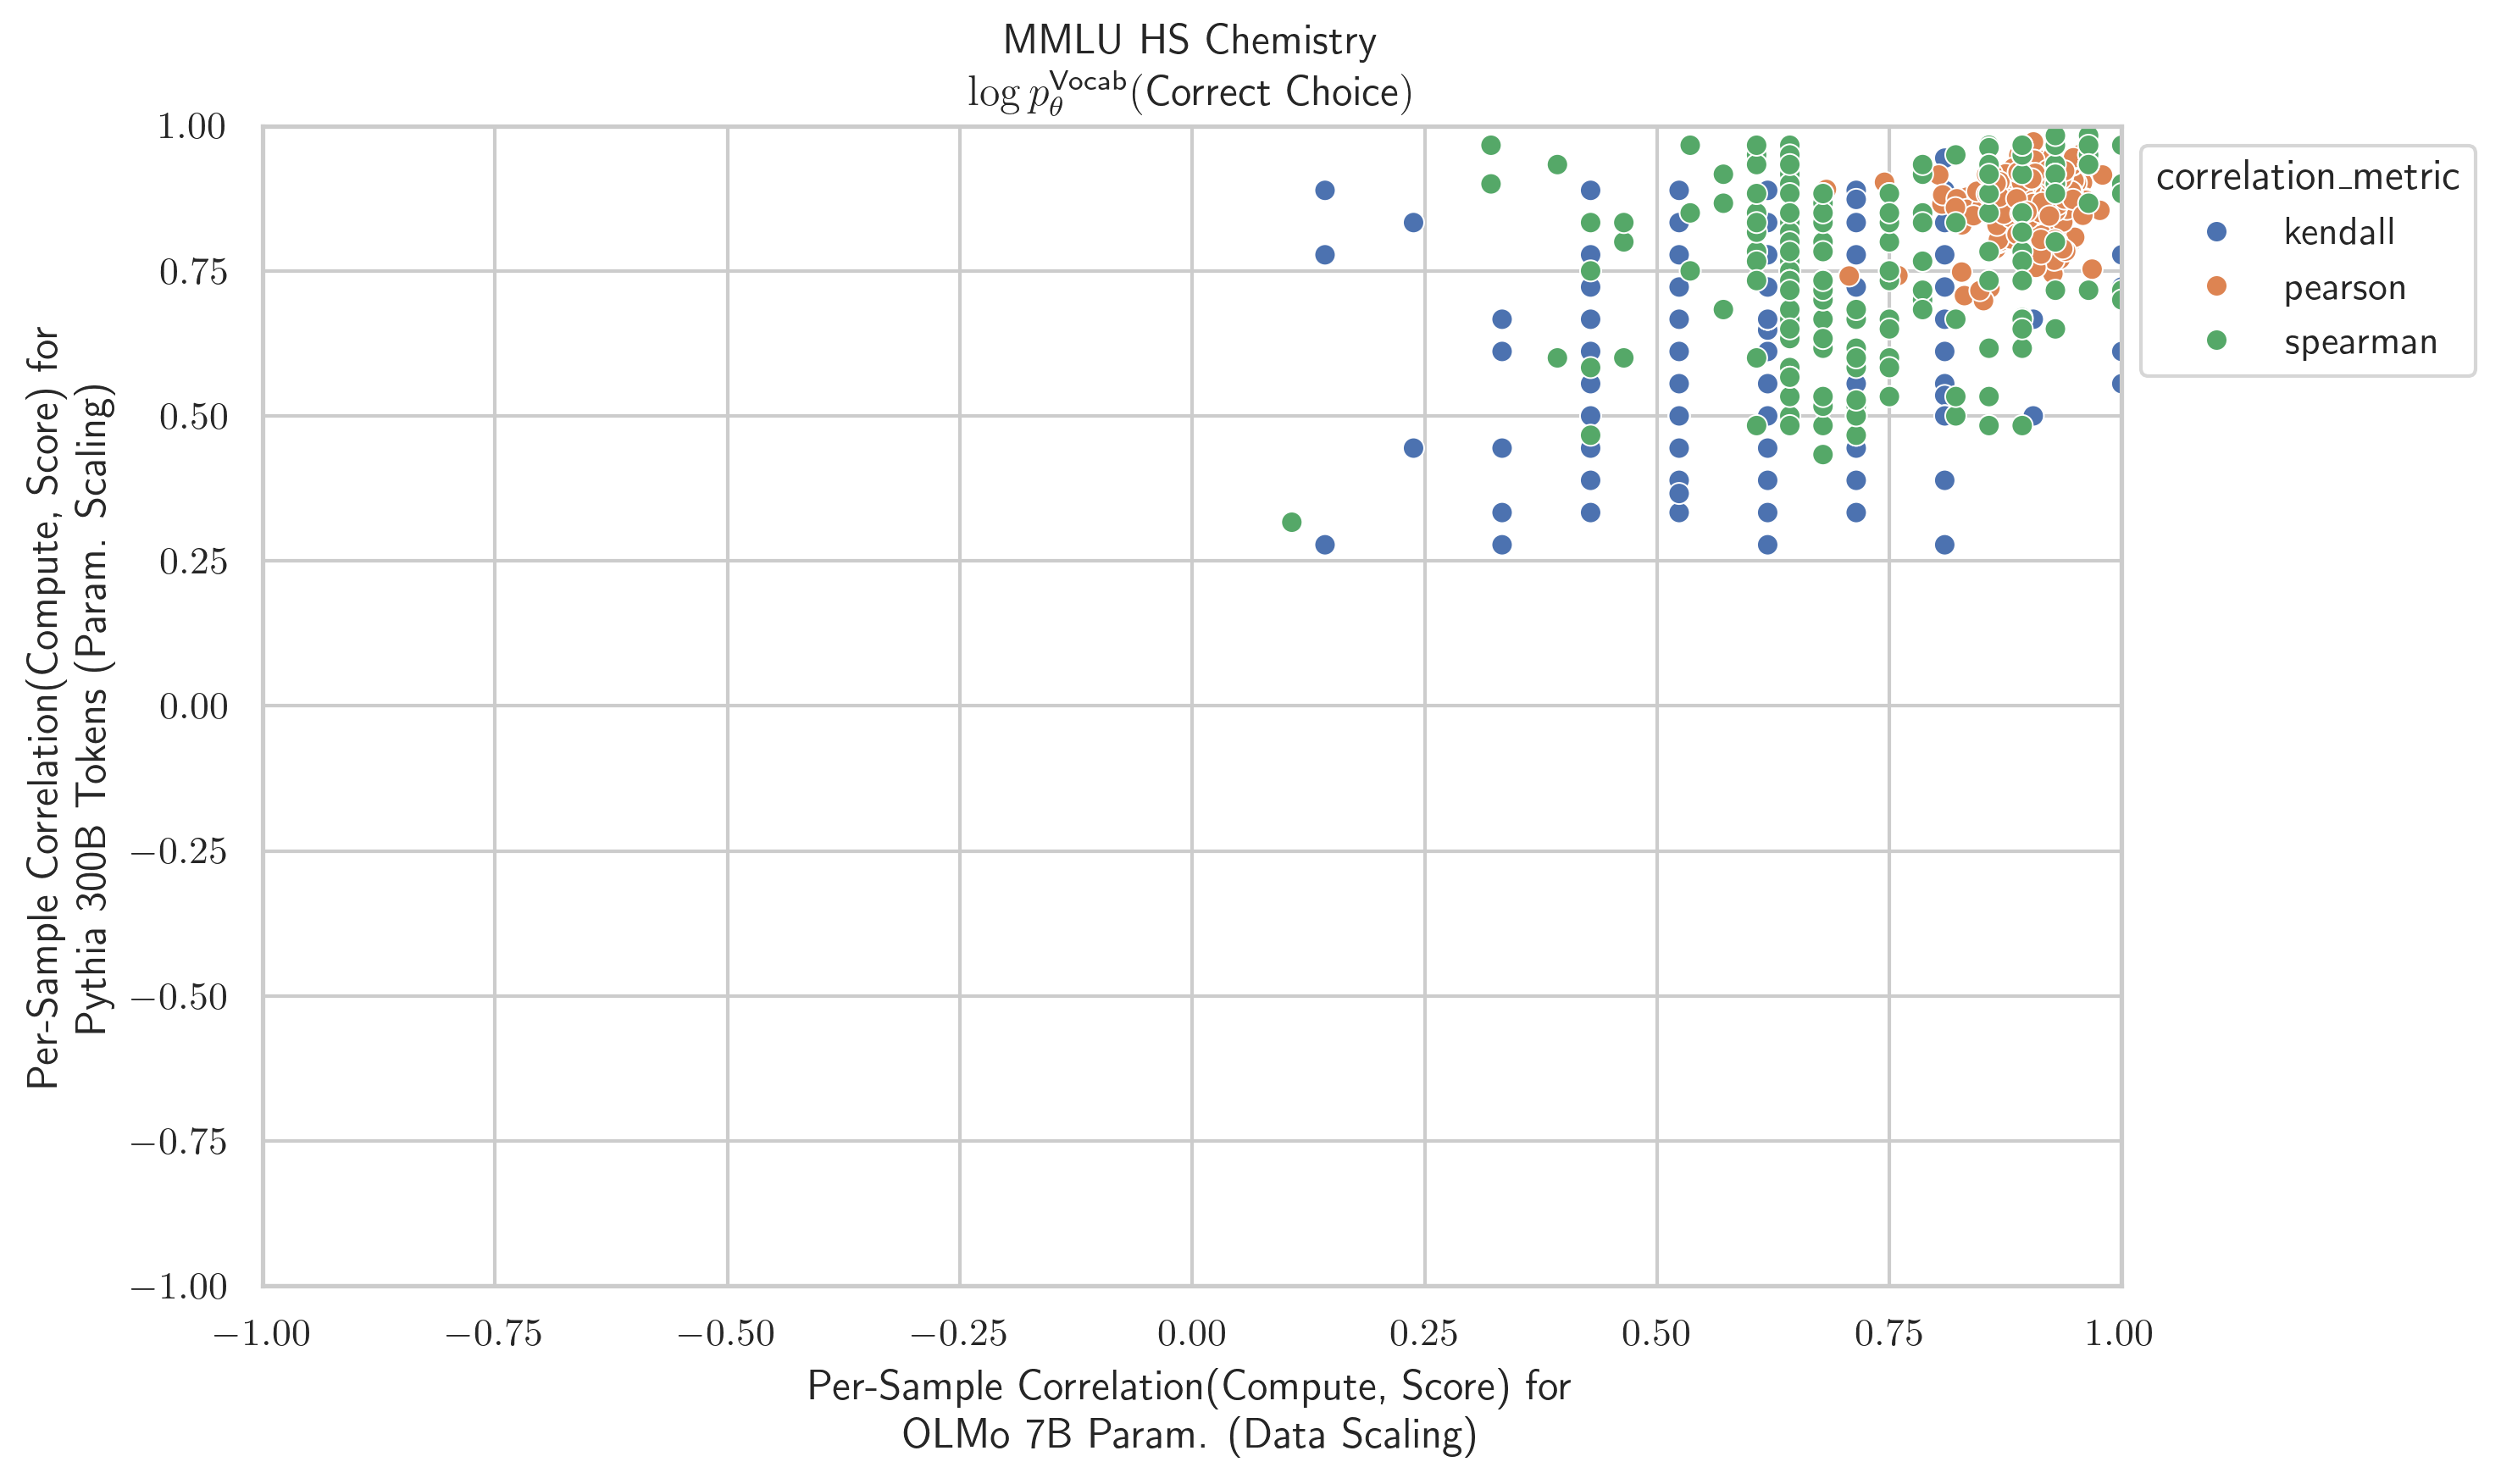 MMLU HS Chemistry
log p_θ^Vocab(Correct Choice)
1.00
0.75
0.50
0.25
0.00
−0.25
−0.50
−0.75
−1.00
Per-Sample Correlation(Compute, Score) for
Pythia 300B Tokens (Param. Scaling)
−1.00 −0.75 −0.50 −0.25 0.00 0.25 0.50 0.75 1.00
Per-Sample Correlation(Compute, Score) for
OLMo 7B Param. (Data Scaling)
correlation_metric
kendall
pearson
spearman